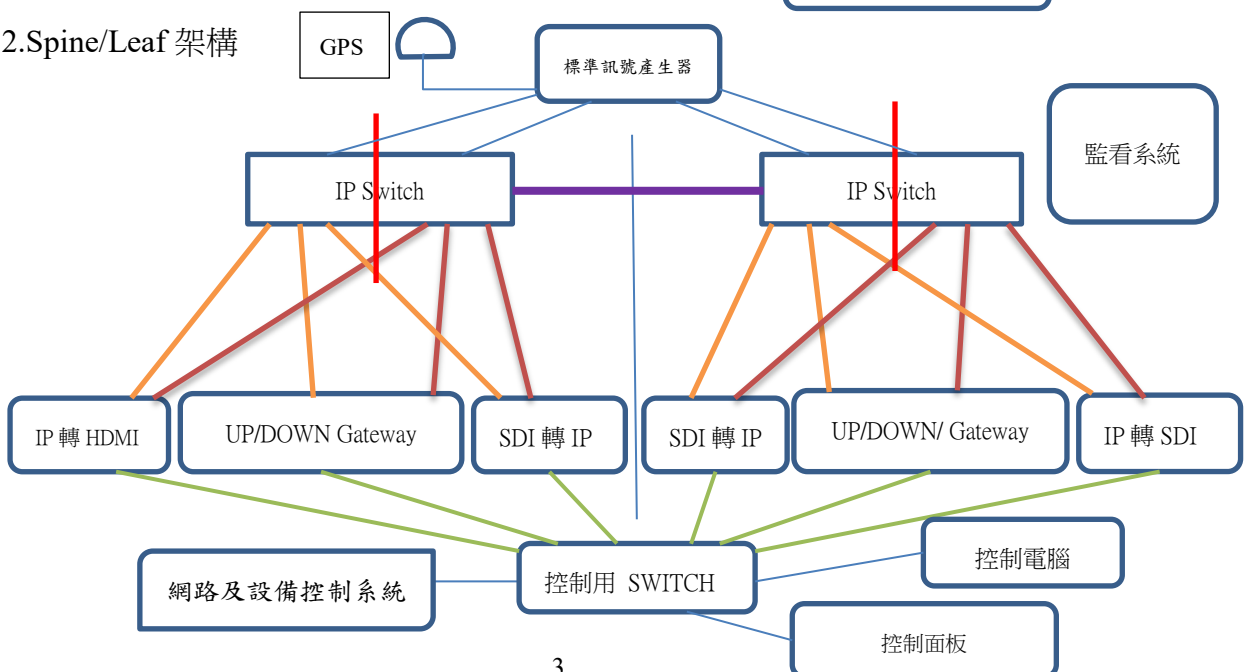 2.Spine/Leaf 架構
GPS
標準訊號產生器
監看系統
IP Switch
IP Switch
IP 轉 HDMI
UP/DOWN Gateway
SDI 轉 IP
SDI 轉 IP
UP/DOWN/ Gateway
IP 轉 SDI
控制電腦
網路及設備控制系統
控制用 SWITCH
控制面板
3